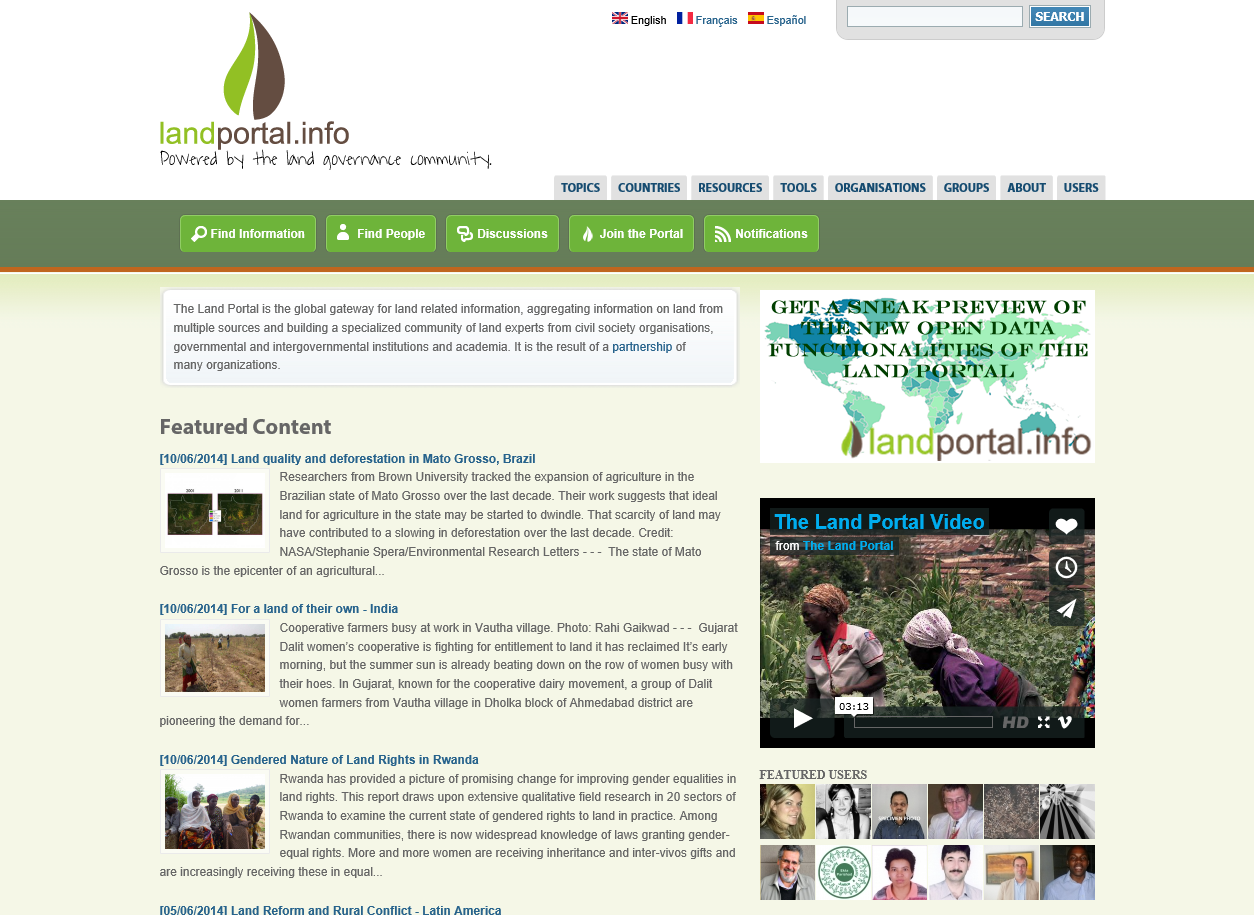 English Français Español
SEARCH
landportal.info
Powered by the land governance community.
TOPICS COUNTRIES RESOURCES TOOLS ORGANISATIONS GROUPS ABOUT USERS
Find Information Find People Discussions Join the Portal Notifications
The Land Portal is the global gateway for land related information, aggregating information on land from
multiple sources and building a specialized community of land experts from civil society organisations,
governmental and intergovernmental institutions and academia. It is the result of a partnership of
many organizations.
Featured Content
[10/06/2014] Land quality and deforestation in Mato Grosso, Brazil
Researchers from Brown University tracked the expansion of agriculture in the
Brazilian state of Mato Grosso over the last decade. Their work suggests that ideal
land for agriculture in the state may be started to dwindle. That scarcity of land may
have contributed to a slowing in deforestation over the last decade. Credit:
NASA/Stephanie Spera/Environmental Research Letters - - -  The state of Mato
Grosso is the epicenter of an agricultural...
[10/06/2014] For a land of their own - India
Cooperative farmers busy at work in Vautha village. Photo: Rahi Gaikwad - - -  Gujarat
Dalit women's cooperative is fighting for entitlement to land it has reclaimed It's early
morning, but the summer sun is already beating down on the row of women busy with
their hoes. In Gujarat, known for the cooperative dairy movement, a group of Dalit
women farmers from Vautha village in Dholka block of Ahmedabad district are
pioneering the demand for...
[10/06/2014] Gendered Nature of Land Rights in Rwanda
Rwanda has provided a picture of promising change for improving gender equalities in
land rights. This report draws upon extensive qualitative field research in 20 sectors of
Rwanda to examine the current state of gendered rights to land in practice. Among
Rwandan communities, there is now widespread knowledge of laws granting gender-
equal rights. More and more women are receiving inheritance and inter-vivos gifts and
are increasingly receiving these in equal...
[05/06/2014] Land Reform and Rural Conflict - Latin America
GET A SNEAK PREVIEW OF
THE NEW OPEN DATA
FUNCTIONALITIES OF THE
LAND PORTAL
landportal.info
The Land Portal Video
from The Land Portal
03:13
HD
FEATURED USERS
SPECIMEN PHOTO